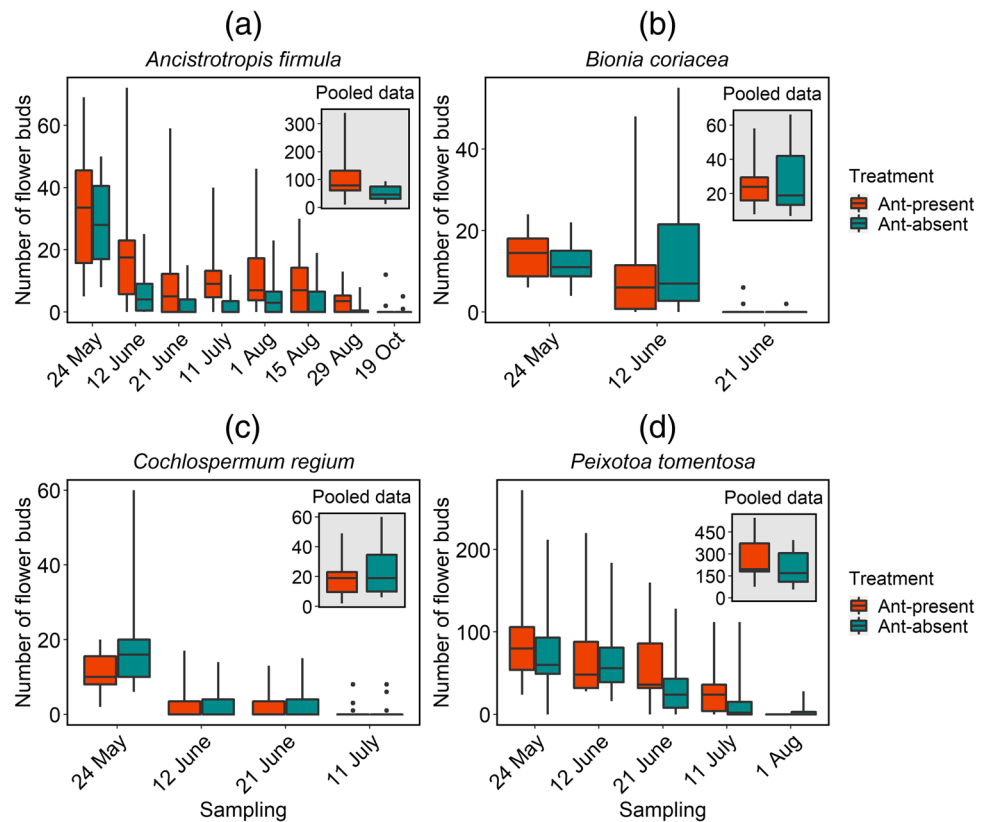 (a)
Ancistrotropis firmula
Number of flower buds
60
40
20
0
Pooled data
300
200
100
0
24 May
12 June
21 June
11 July
1 Aug
15 Aug
29 Aug
19 Oct
(b)
Bionia coriacea
Number of flower buds
40
20
0
Pooled data
60
40
20
24 May
12 June
21 June
Treatment
Ant-present
Ant-absent
(c)
Cochlospermum regium
Number of flower buds
60
40
20
0
Pooled data
60
40
20
0
24 May
12 June
21 June
11 July
Sampling
(d)
Peixotoa tomentosa
Number of flower buds
200
100
0
Pooled data
450
300
150
0
24 May
12 June
21 June
11 July
1 Aug
Sampling
Treatment
Ant-present
Ant-absent